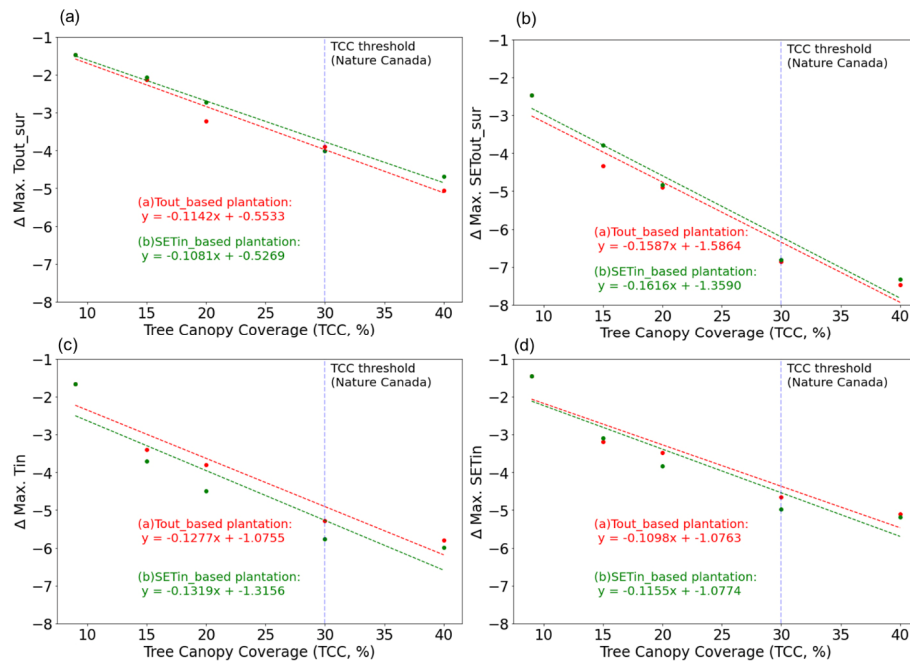 (a)
−1
−2
−3
−4
−5
−6
−7
−8
Δ Max. Tout_sur
TCC threshold
(Nature Canada)
(a)Tout_based plantation:
y = -0.1142x + -0.5533
(b)SETin_based plantation:
y = -0.1081x + -0.5269
10 15 20 25 30 35 40
Tree Canopy Coverage (TCC, %)
(b)
−1
−2
−3
−4
−5
−6
−7
−8
Δ Max. SETout_sur
TCC threshold
(Nature Canada)
(a)Tout_based plantation:
y = -0.1587x + -1.5864
(b)SETin_based plantation:
y = -0.1616x + -1.3590
10 15 20 25 30 35 40
Tree Canopy Coverage (TCC, %)
(c)
−1
−2
−3
−4
−5
−6
−7
−8
Δ Max. Tin
TCC threshold
(Nature Canada)
(a)Tout_based plantation:
y = -0.1277x + -1.0755
(b)SETin_based plantation:
y = -0.1319x + -1.3156
10 15 20 25 30 35 40
Tree Canopy Coverage (TCC, %)
(d)
−1
−2
−3
−4
−5
−6
−7
−8
Δ Max. SETin
TCC threshold
(Nature Canada)
(a)Tout_based plantation:
y = -0.1098x + -1.0763
(b)SETin_based plantation:
y = -0.1155x + -1.0774
10 15 20 25 30 35 40
Tree Canopy Coverage (TCC, %)